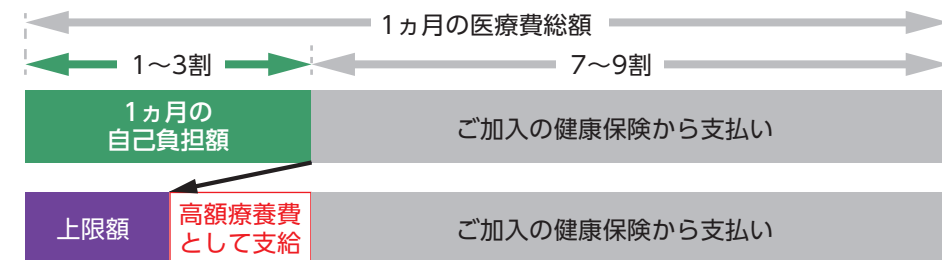 1ヵ月の医療費総額
1〜3割
7〜9割
1ヵ月の
自己負担額
ご加入の健康保険から支払い
上限額
高額療養費
として支給
ご加入の健康保険から支払い